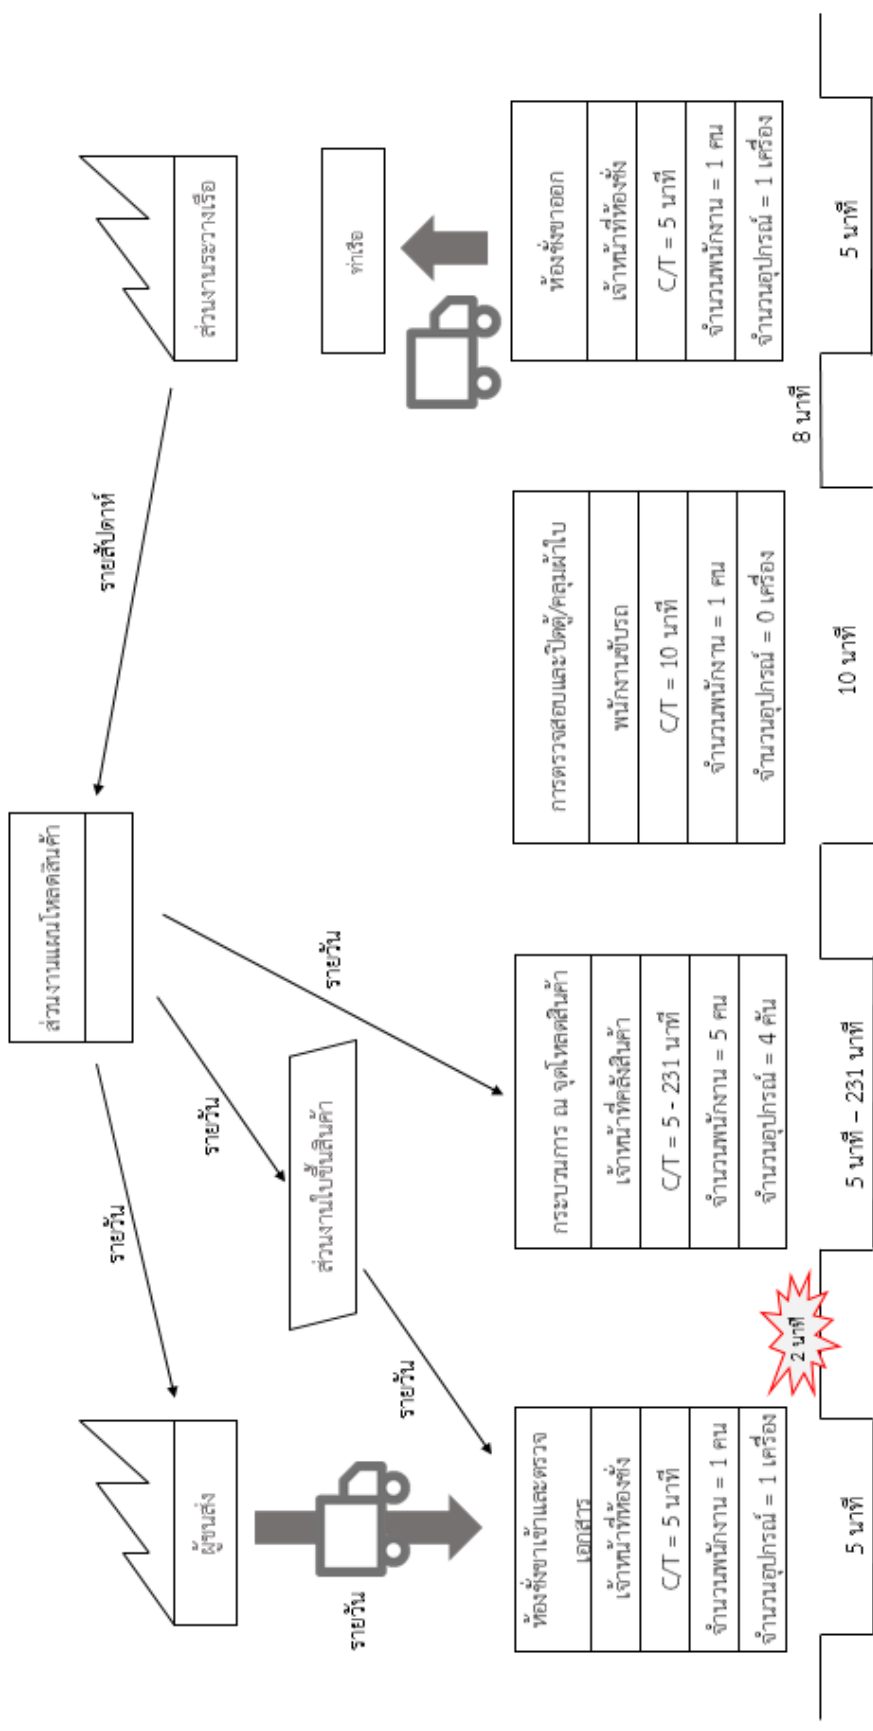 ส่วนงานแผนโหลดสินค้า
ผู้ขนส่ง
ส่วนงานระวางเรือ
รายวัน
รายวัน
รายวัน
รายสัปดาห์
ส่วนงานใบขึ้นสินค้า
ท่าเรือ
รายวัน
รายวัน
ห้องชั่งขาเข้าและตรวจ
เอกสาร
เจ้าหน้าที่ห้องชั่ง
C/T = 5 นาที
จำนวนพนักงาน = 1 คน
จำนวนอุปกรณ์ = 1 เครื่อง
กระบวนการ ณ จุดโหลดสินค้า
เจ้าหน้าที่คลังสินค้า
C/T = 5 - 231 นาที
จำนวนพนักงาน = 5 คน
จำนวนอุปกรณ์ = 4 คัน
การตรวจสอบและปิดตู้/คลุมผ้าใบ
พนักงานขับรถ
C/T = 10 นาที
จำนวนพนักงาน = 1 คน
จำนวนอุปกรณ์ = 0 เครื่อง
ห้องชั่งขาออก
เจ้าหน้าที่ห้องชั่ง
C/T = 5 นาที
จำนวนพนักงาน = 1 คน
จำนวนอุปกรณ์ = 1 เครื่อง
2 นาที
8 นาที
5 นาที
5 นาที – 231 นาที
10 นาที
5 นาที